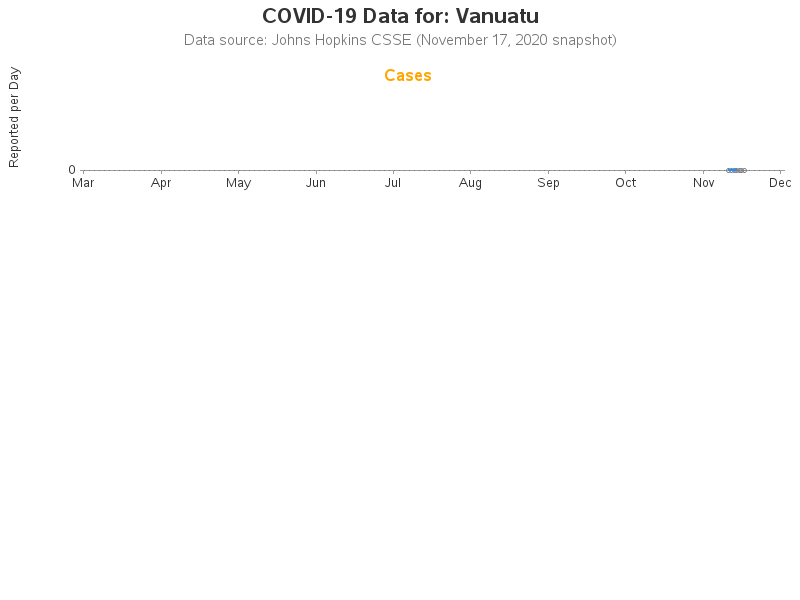 COVID-19 Data for: Vanuatu
Data source: Johns Hopkins CSSE (November 17, 2020 snapshot)
Cases
Reported per Day
0
Mar Apr May Jun Jul Aug Sep Oct Nov Dec